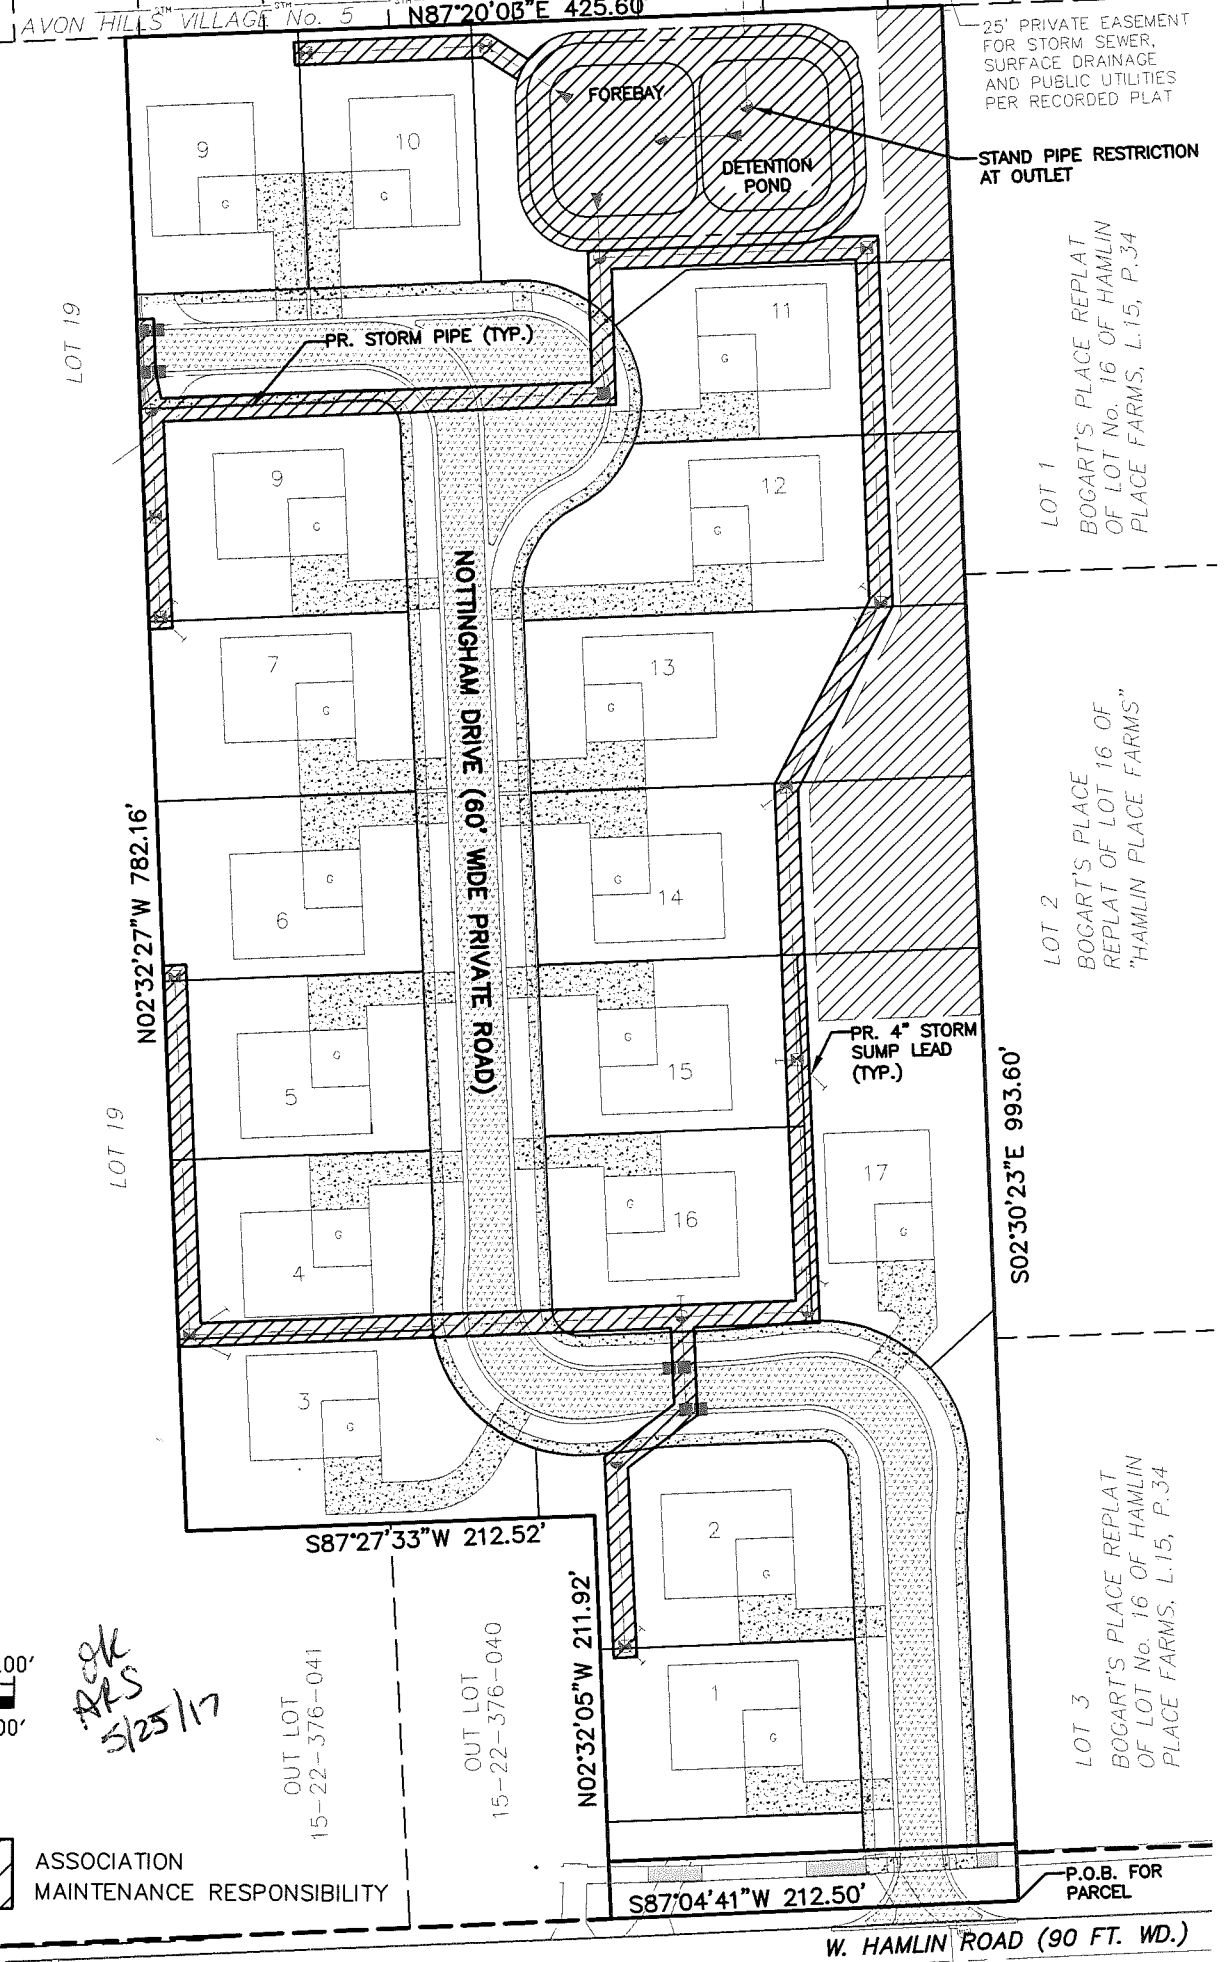 AVON HILLS VILLAGE No. 5
STM
STM
STM
N87°20'03"E 425.60'
25' PRIVATE EASEMENT
FOR STORM SEWER,
SURFACE DRAINAGE
AND PUBLIC UTILITIES
PER RECORDED PLAT
STAND PIPE RESTRICTION
AT OUTLET
FOREBAY
DETENTION
POND
9
G
10
G
LOT 19
PR. STORM PIPE (TYP.)
11
G
LOT 1
BOGART'S PLACE REPLAT
OF LOT No. 16 OF HAMLIN
PLACE FARMS, L.15, P.34
9
G
12
G
NOTTINGHAM DRIVE (60' WIDE PRIVATE ROAD)
7
G
13
G
6
G
14
G
N02°32'27"W 782.16'
LOT 2
BOGART'S PLACE
REPLAT OF LOT 16 OF
"HAMLIN PLACE FARMS"
5
G
15
G
PR. 4" STORM
SUMP LEAD
(TYP.)
S02°30'23"E 993.60'
LOT 19
4
G
16
G
17
G
3
G
2
G
S87°27'33"W 212.52'
N02°32'05"W 211.92'
1
G
OUT LOT
15-22-376-041
OUT LOT
15-22-376-040
LOT 3
BOGART'S PLACE REPLAT
OF LOT No. 16 OF HAMLIN
PLACE FARMS, L.15, P.34
00'
00'
OK
ARS
5/25/17
ASSOCIATION
MAINTENANCE RESPONSIBILITY
S87°04'41"W 212.50'
P.O.B. FOR
PARCEL
W. HAMLIN ROAD (90 FT. WD.)